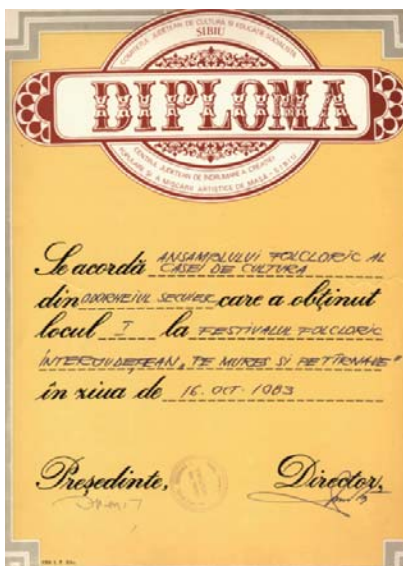 COMITETUL JUDEȚEAN DE CULTURĂ ȘI EDUCAȚIE SOCIALISTĂ
SIBIU
DIPLOMA
CENTRUL JUDEȚEAN DE ÎNDRUMARE A CREAȚIEI
POPULARE ȘI A MIȘCĂRII ARTISTICE DE MASĂ - SIBIU
Se acordă ANSAMBLULUI FOLCLORIC AL
CASEI DE CULTURA
din ODORHEIUL SECUIESC care a obținut
locul I la FESTIVALUL FOLCLORIC
INTERJUDEȚEAN „PE MUREȘ ȘI PE TÎRNAVE”
în ziua de 16. OCT. 1983
Președinte, Director,